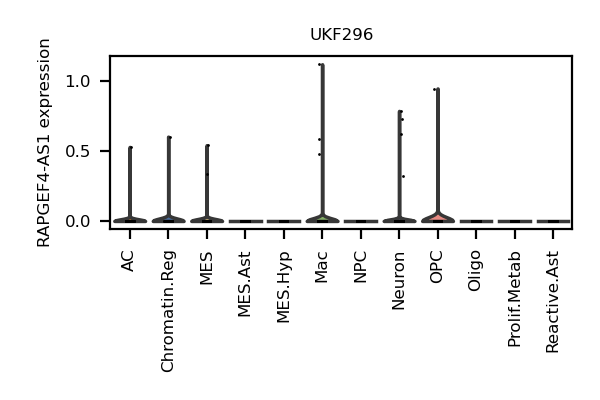 UKF296
RAPGEF4-AS1 expression
1.0
0.5
0.0
AC
Chromatin.Reg
MES
MES.Ast
MES.Hyp
Mac
NPC
Neuron
OPC
Oligo
Prolif.Metab
Reactive.Ast